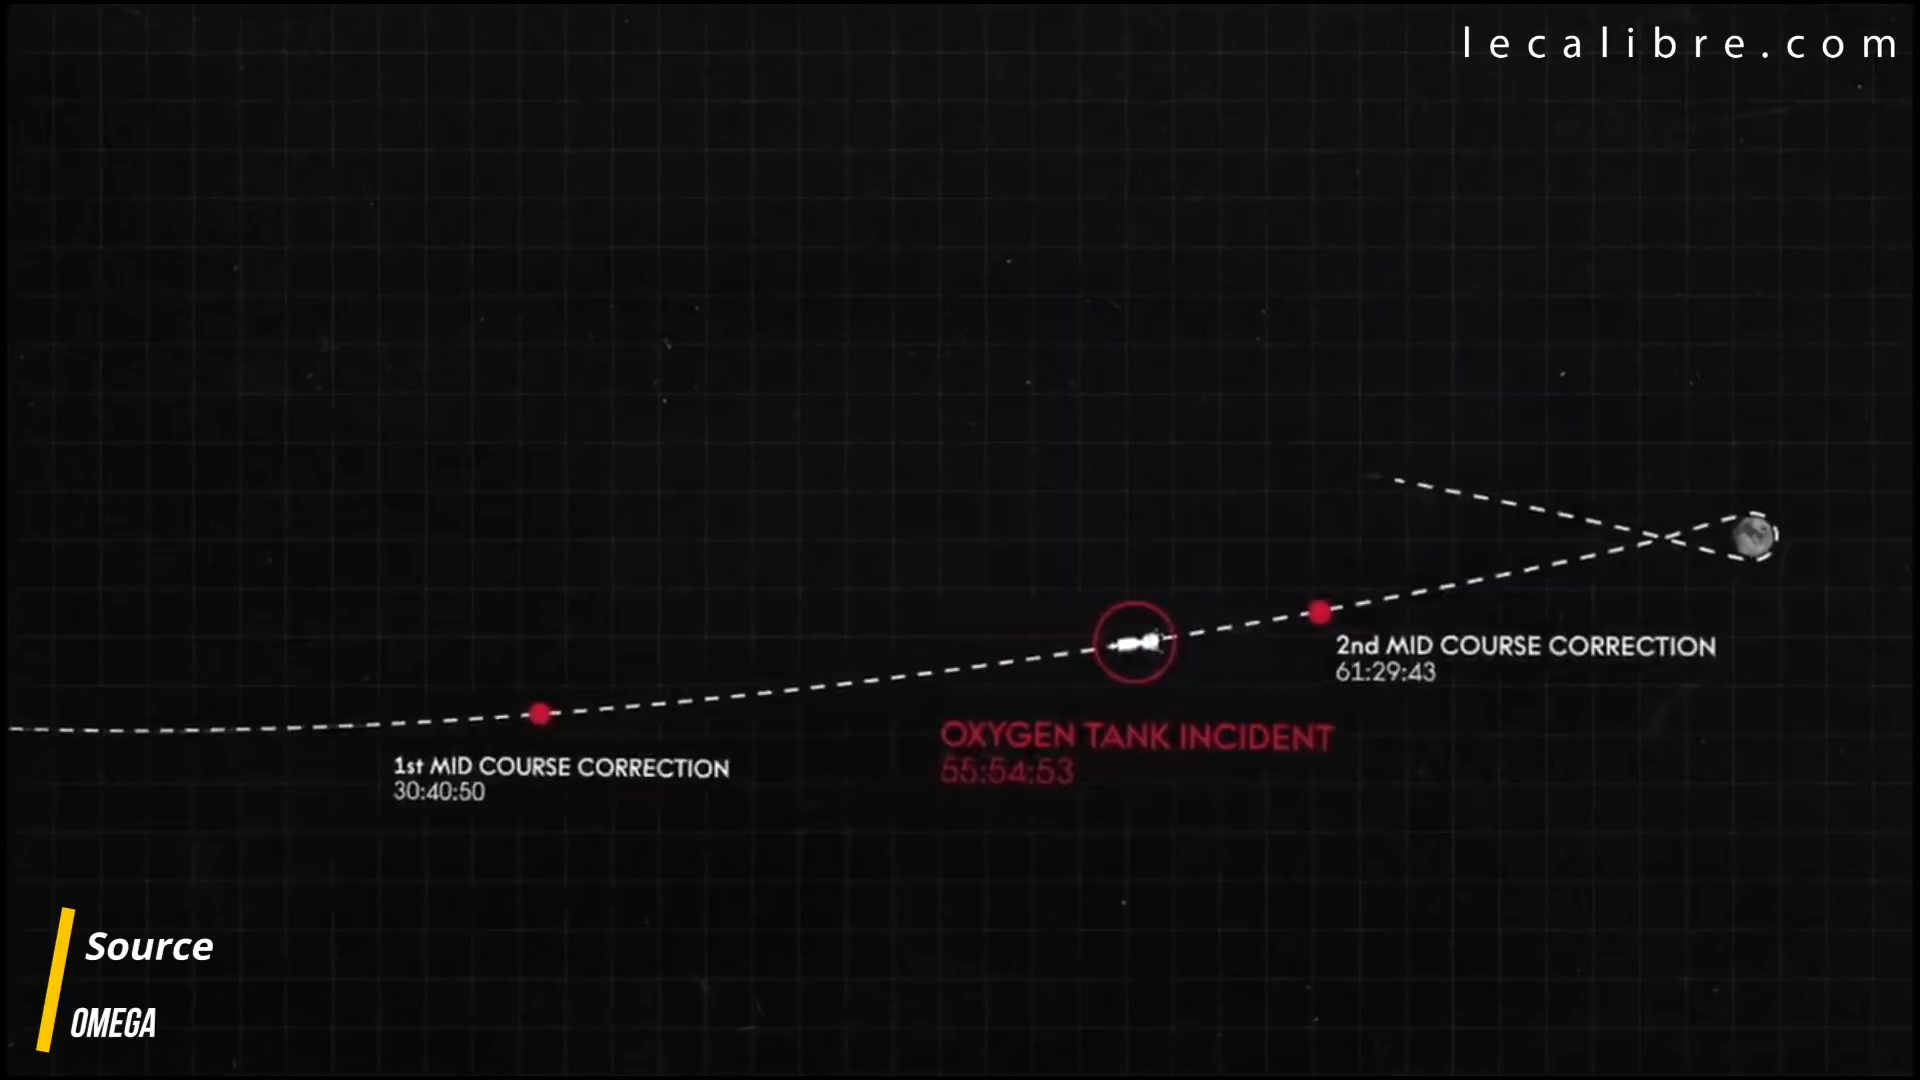 lecalibre.com
2nd MID COURSE CORRECTION
61:29:43
OXYGEN TANK INCIDENT
55:54:53
1st MID COURSE CORRECTION
30:40:50
Source
OMEGA